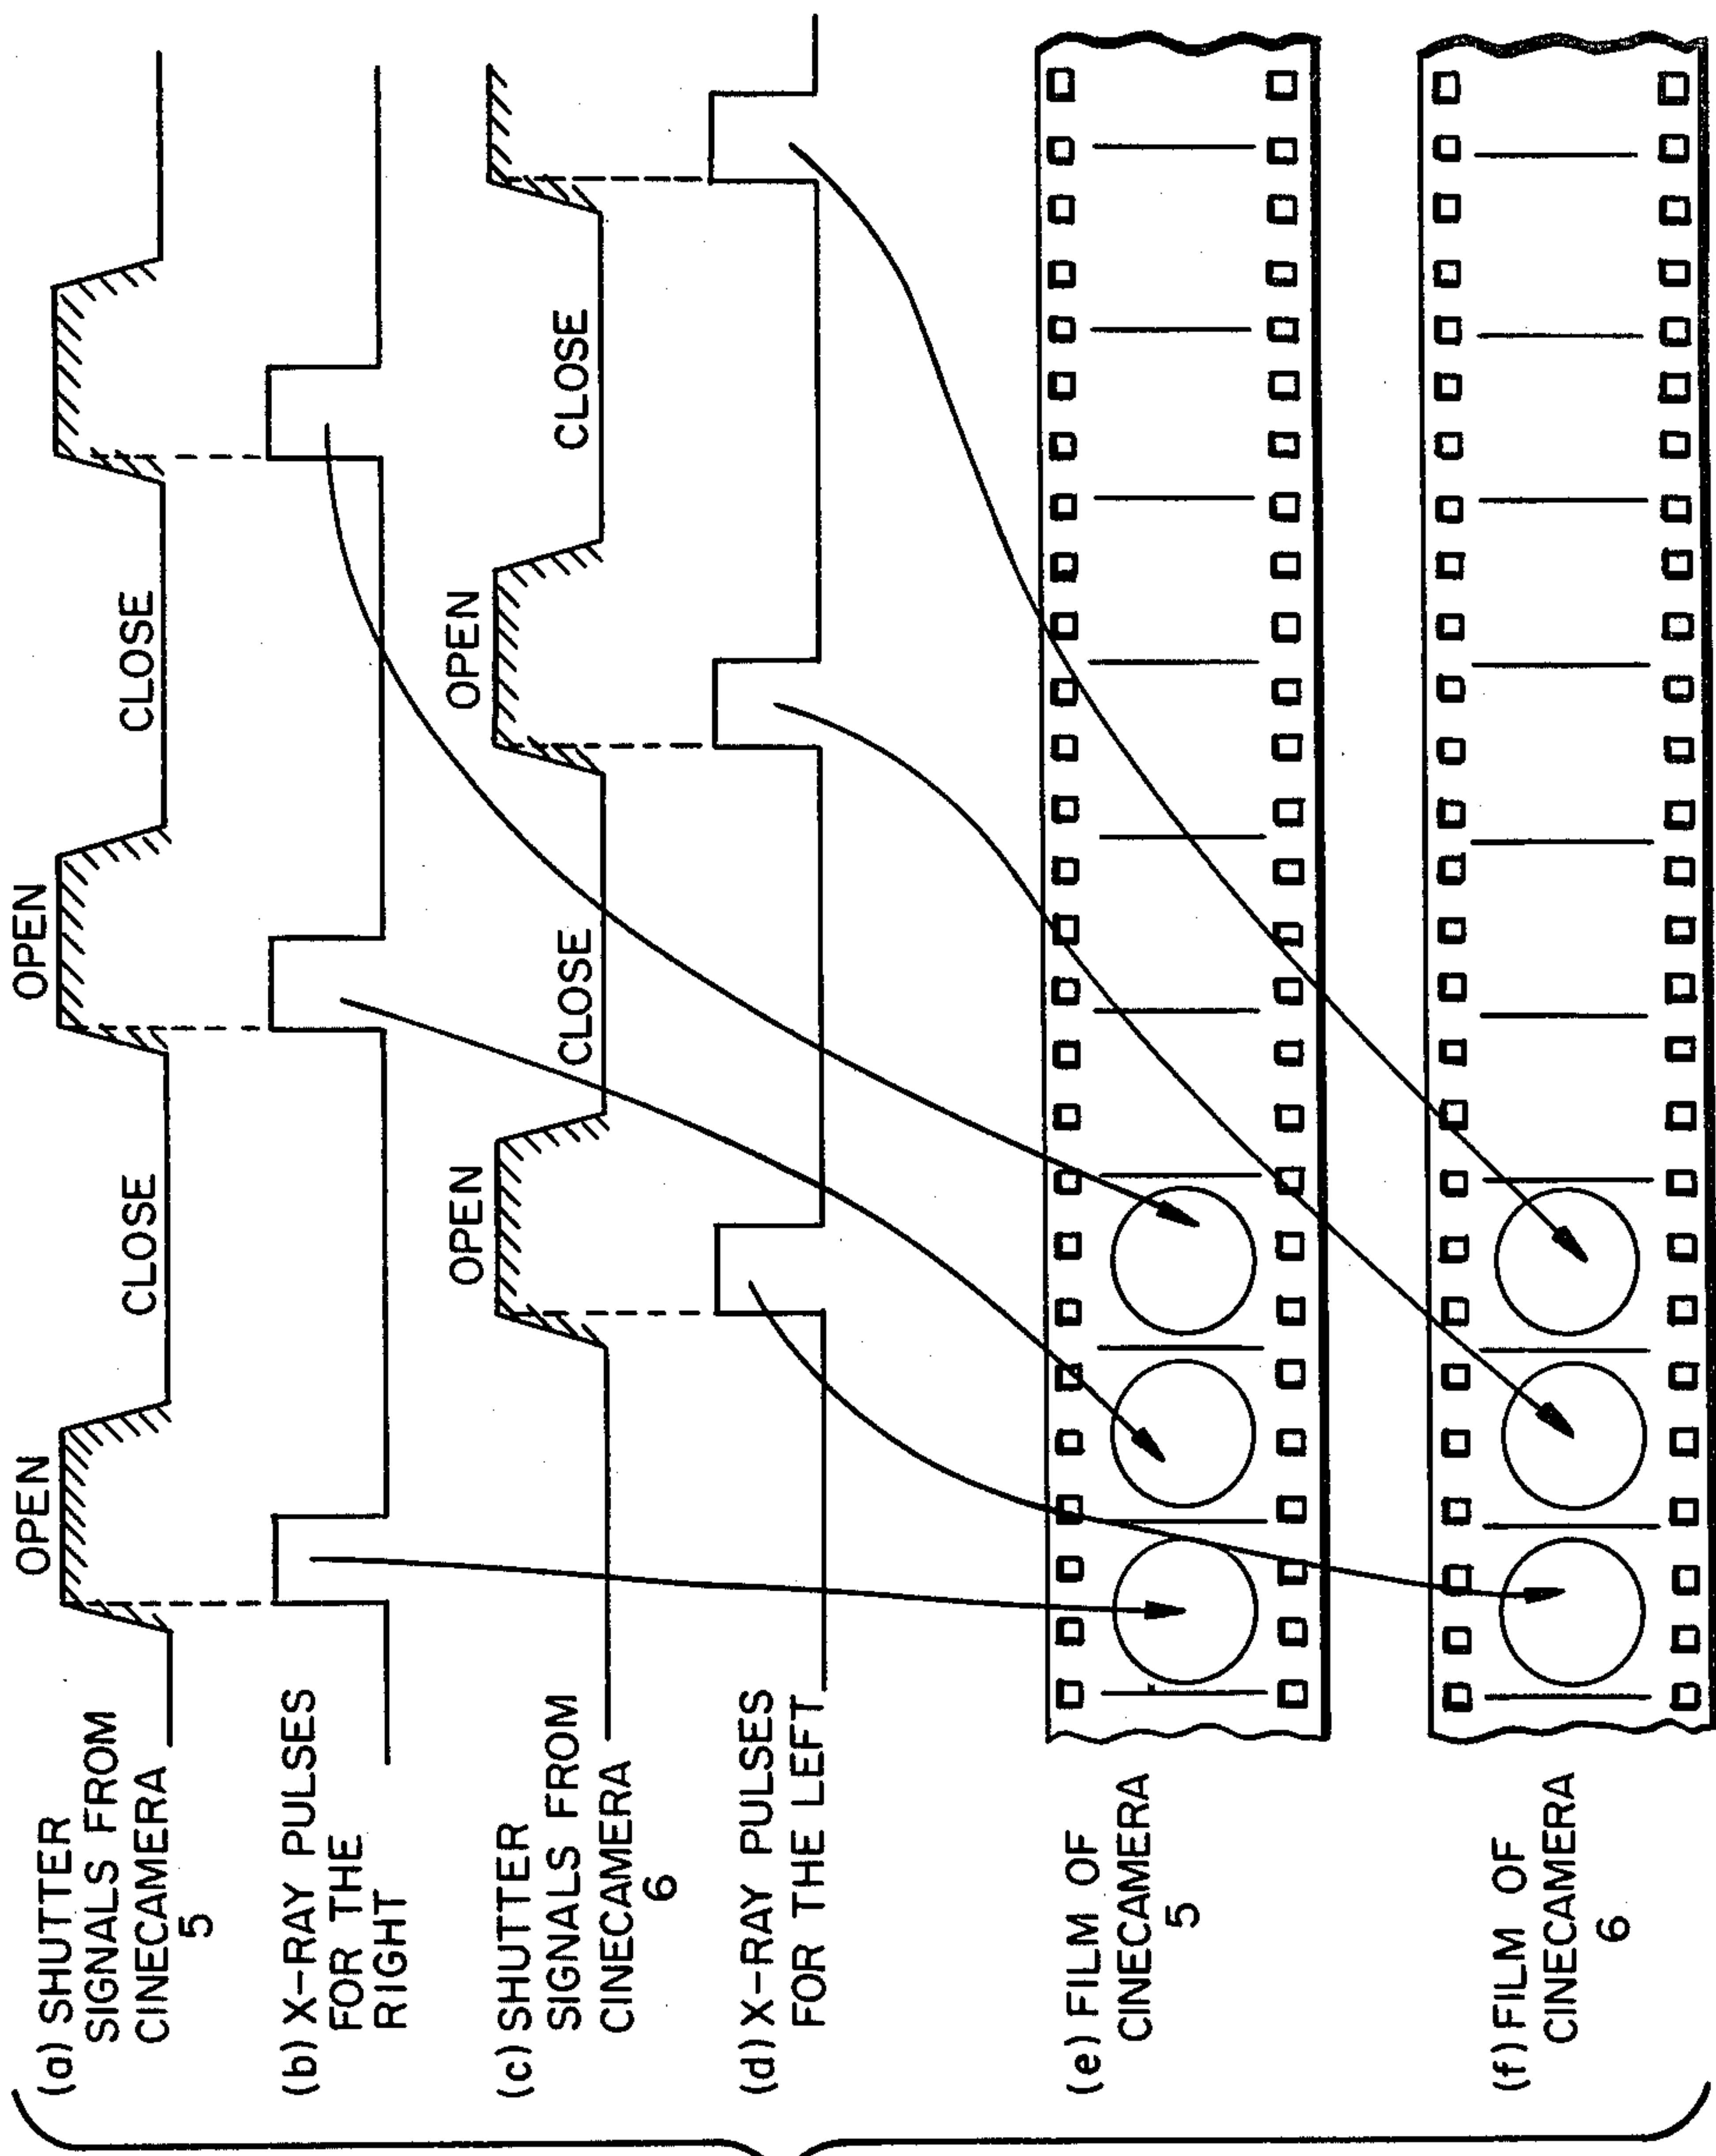 (a) SHUTTER
SIGNALS FROM
CINECAMERA
5
OPEN
CLOSE
OPEN
CLOSE
(b) X-RAY PULSES
FOR THE
RIGHT
(c) SHUTTER
SIGNALS FROM
CINECAMERA
6
OPEN
CLOSE
OPEN
CLOSE
(d) X-RAY PULSES
FOR THE LEFT
(e) FILM OF
CINECAMERA
5
(f) FILM OF
CINECAMERA
6